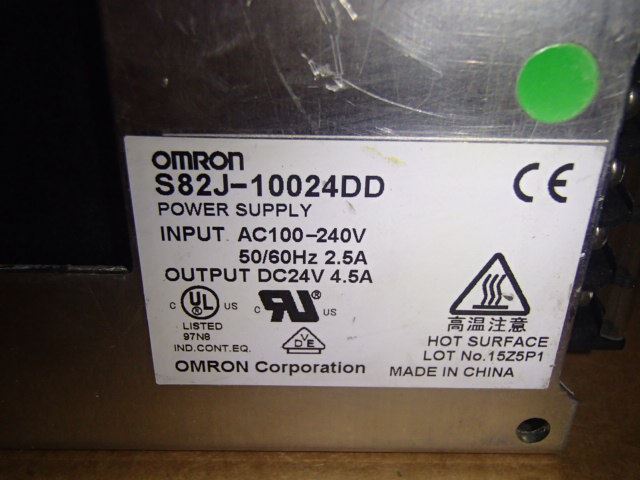 OMRON
S82J-10024DD
POWER SUPPLY
INPUT AC100-240V
50/60Hz 2.5A
OUTPUT DC24V 4.5A
C UL US
LISTED
97N8
IND.CONT.EQ.
C RU ® US
VDE
CE
高温注意
HOT SURFACE
LOT No.15Z5P1
OMRON Corporation
MADE IN CHINA